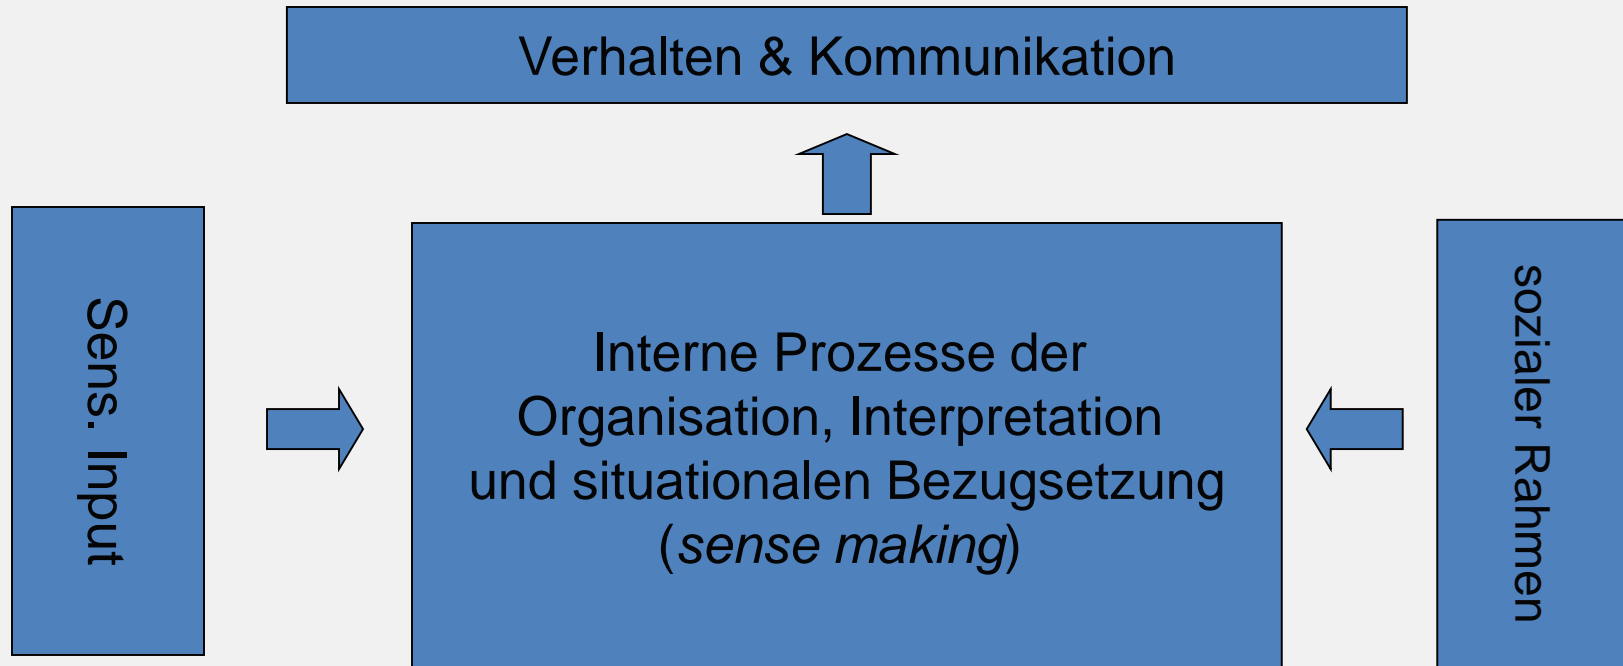 Verhalten & Kommunikation
Sens. Input
Interne Prozesse der
Organisation, Interpretation
und situationalen Bezugsetzung
(sense making)
sozialer Rahmen